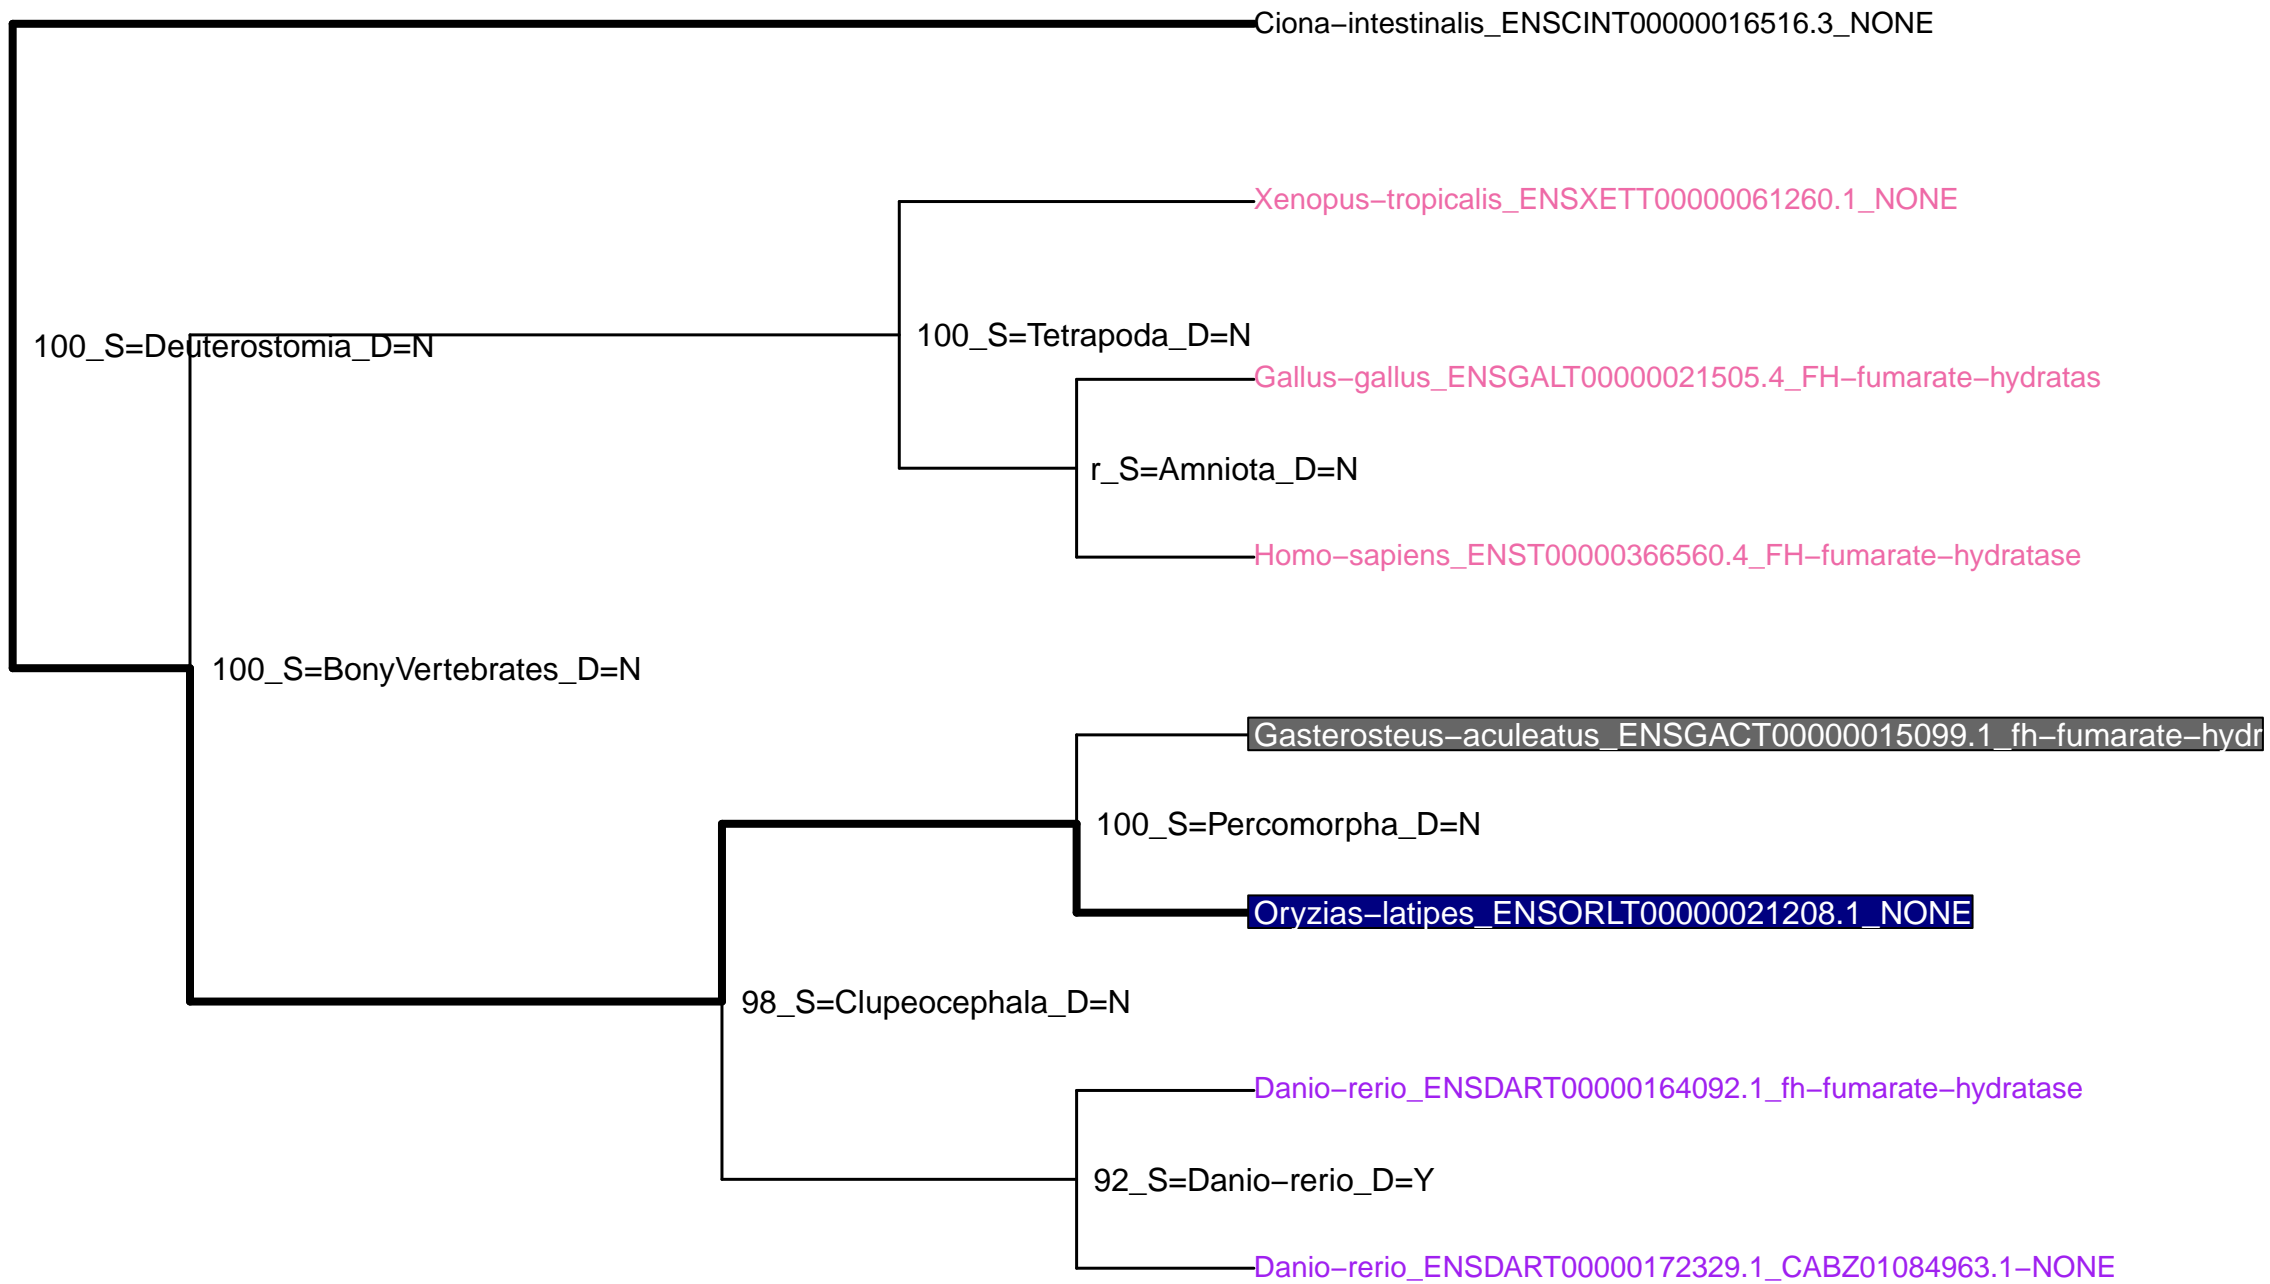 Ciona–intestinalis_ENSCINT00000016516.3_NONE
Xenopus–tropicalis_ENSXETT00000061260.1_NONE
100_S=Deuterostomia_D=N
100_S=Tetrapoda_D=N
Gallus–gallus_ENSGALT00000021505.4_FH–fumarate–hydratas
r_S=Amniota_D=N
Homo–sapiens_ENST00000366560.4_FH–fumarate–hydratase
100_S=BonyVertebrates_D=N
Gasterosteus–aculeatus_ENSGACT00000015099.1_fh–fumarate–hydr
100_S=Percomorpha_D=N
Oryzias–latipes_ENSORLT00000021208.1_NONE
98_S=Clupeocephala_D=N
Danio–rerio_ENSDART00000164092.1_fh–fumarate–hydratase
92_S=Danio–rerio_D=Y
Danio–rerio_ENSDART00000172329.1_CABZ01084963.1–NONE